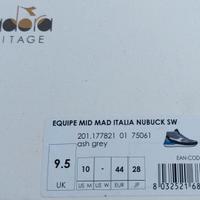 adora
ITAGE
EQUIPE MID MAD ITALIA NUBUCK SW
201.177821 01 75061
ash grey
9.5 10 - 44 28
UK US M US W EUR JP
EAN-COD
8 032521 68